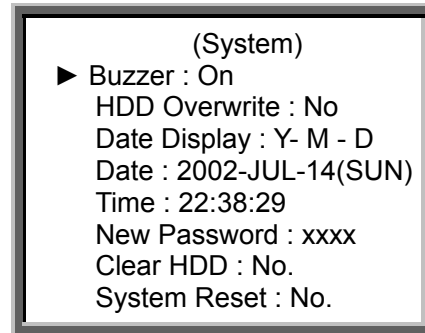 (System)
► Buzzer : On
HDD Overwrite : No
Date Display : Y- M - D
Date : 2002-JUL-14(SUN)
Time : 22:38:29
New Password : xxxx
Clear HDD : No.
System Reset : No.